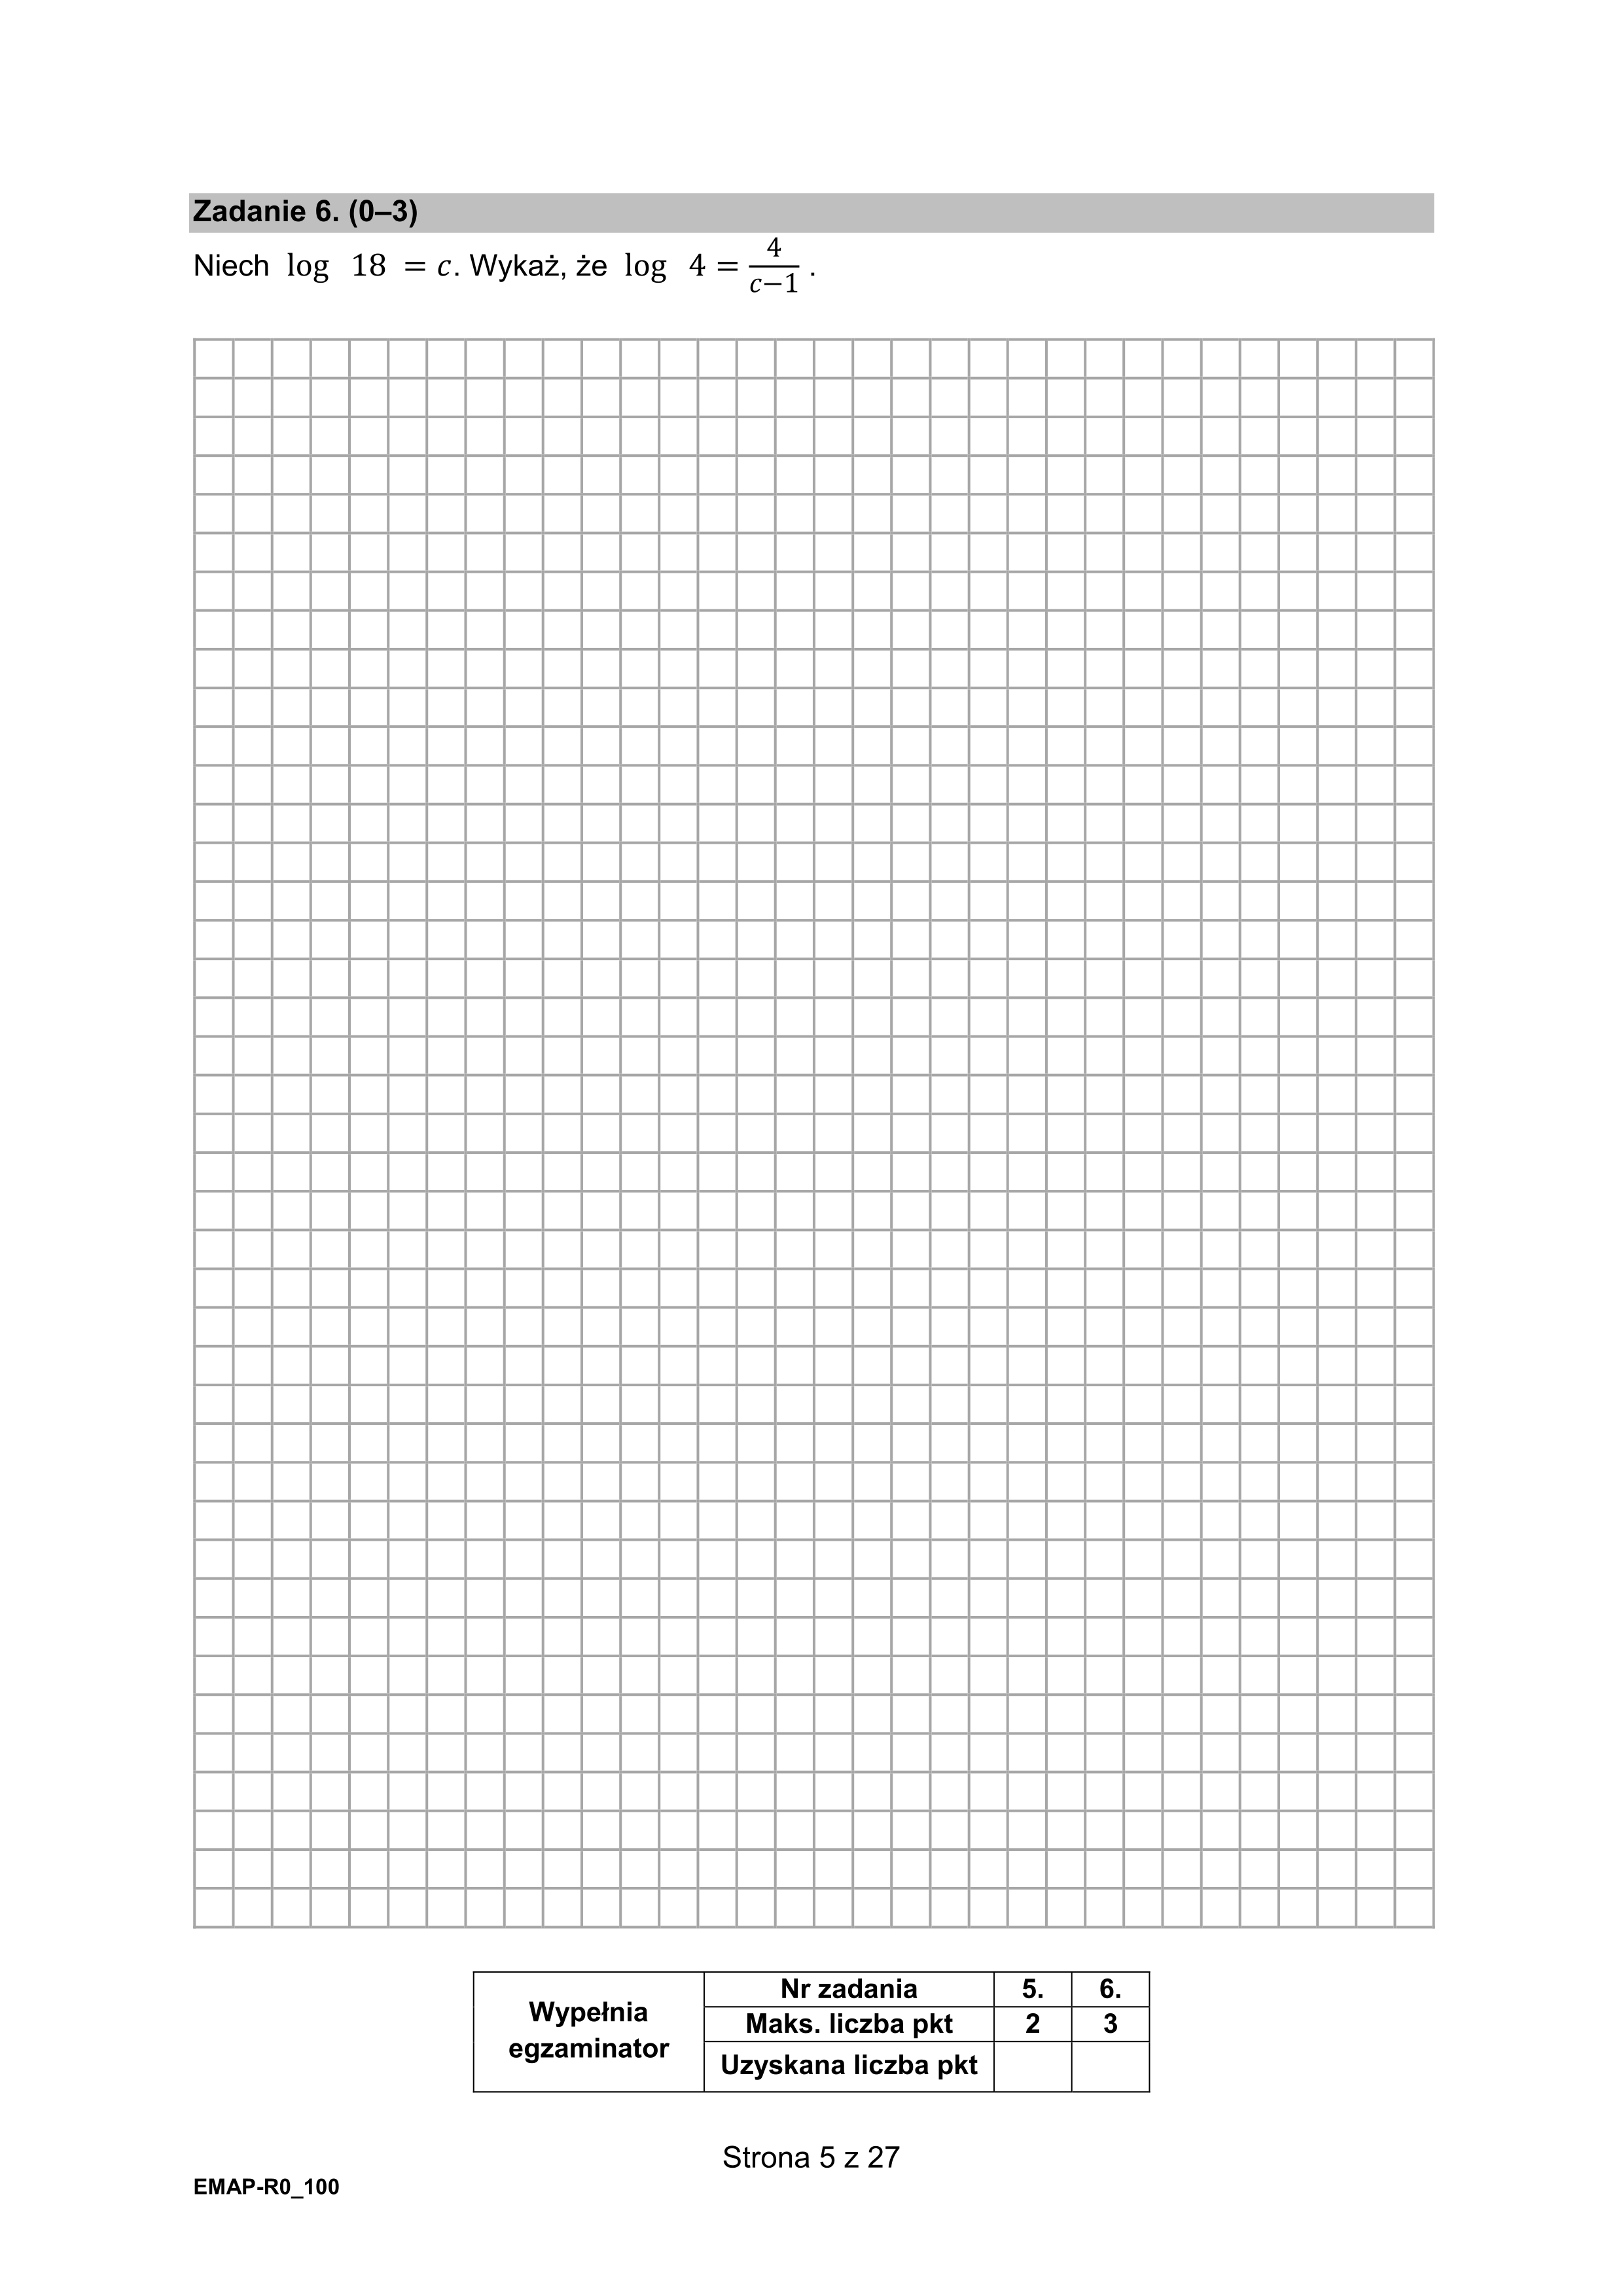 Zadanie 6. (0–3)
Niech log 18 = c. Wykaż, że log 4 = 4/(c−1) .
Wypełnia egzaminator
Nr zadania 5. 6.
Maks. liczba pkt 2 3
Uzyskana liczba pkt
Strona 5 z 27
EMAP-R0_100